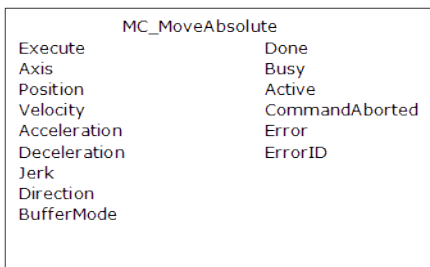 MC_MoveAbsolute
Execute Done
Axis Busy
Position Active
Velocity CommandAborted
Acceleration Error
Deceleration ErrorID
Jerk
Direction
BufferMode